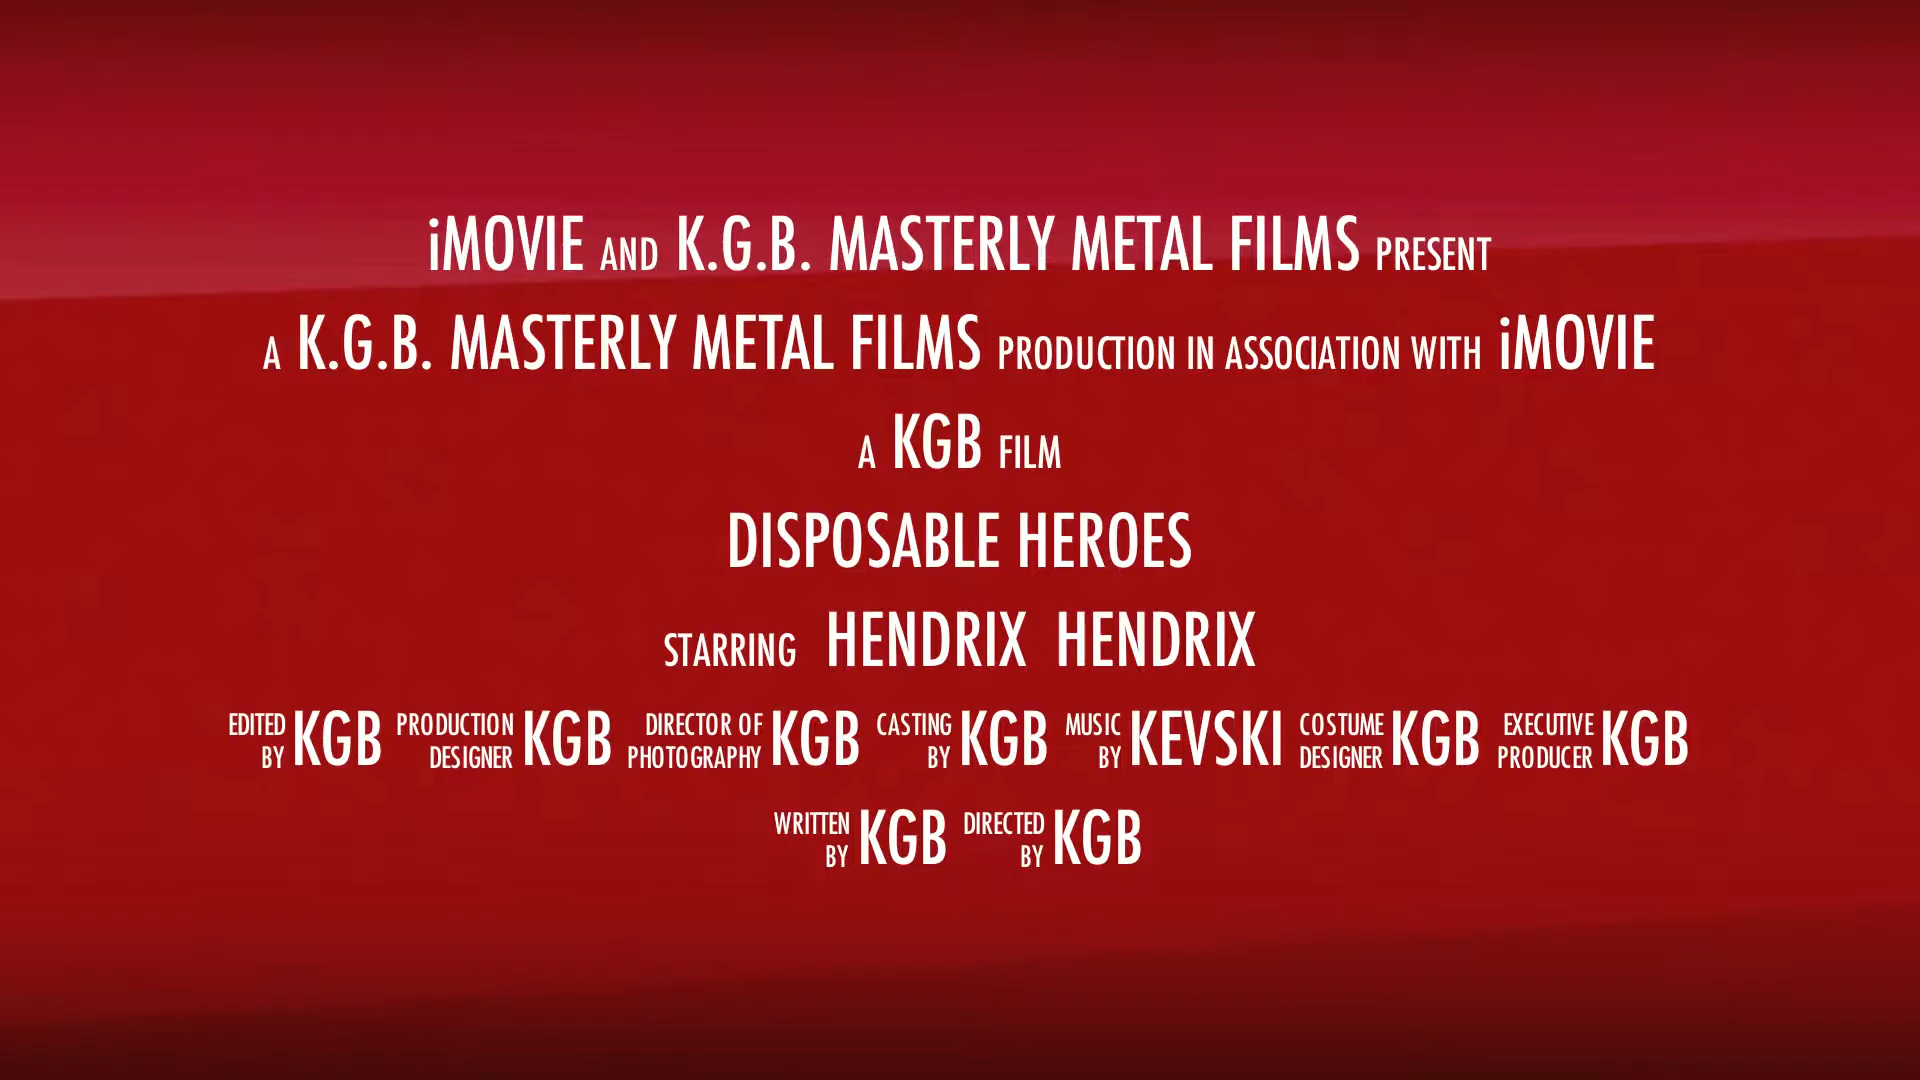 iMOVIE AND K.G.B. MASTERLY METAL FILMS PRESENT
A K.G.B. MASTERLY METAL FILMS PRODUCTION IN ASSOCIATION WITH iMOVIE
A KGB FILM
DISPOSABLE HEROES
STARRING HENDRIX HENDRIX
EDITED BY KGB PRODUCTION DESIGNER KGB DIRECTOR OF PHOTOGRAPHY KGB CASTING BY KGB MUSIC BY KEVSKI COSTUME DESIGNER KGB EXECUTIVE PRODUCER KGB
WRITTEN BY KGB DIRECTED BY KGB